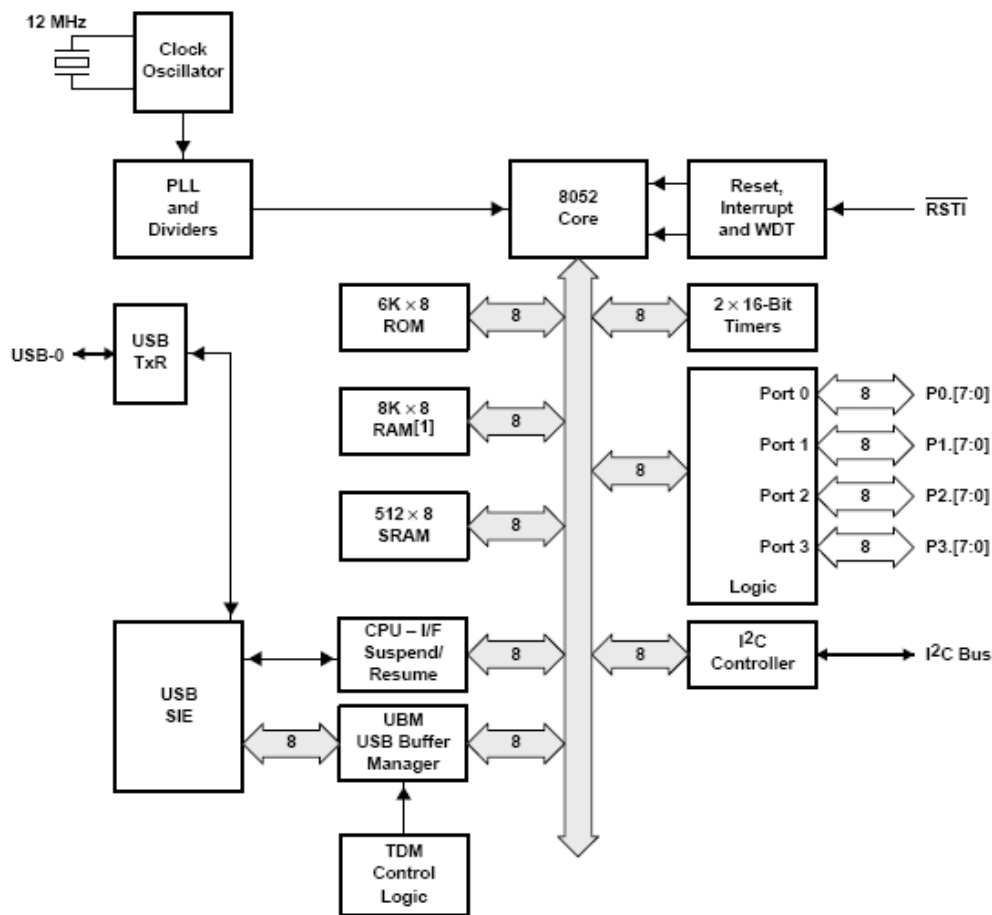 12 MHz
Clock
Oscillator
PLL
and
Dividers
8052
Core
Reset,
Interrupt
and WDT
RSTI
6K × 8
ROM
8
8
2 × 16-Bit
Timers
USB-0
USB
TxR
8K × 8
RAM[1]
8
8
Port 0
8
P0.[7:0]
Port 1
8
P1.[7:0]
Port 2
8
P2.[7:0]
Port 3
8
P3.[7:0]
Logic
512 × 8
SRAM
8
USB
SIE
CPU – I/F
Suspend/
Resume
8
8
I²C
Controller
I²C Bus
8
UBM
USB Buffer
Manager
8
TDM
Control
Logic